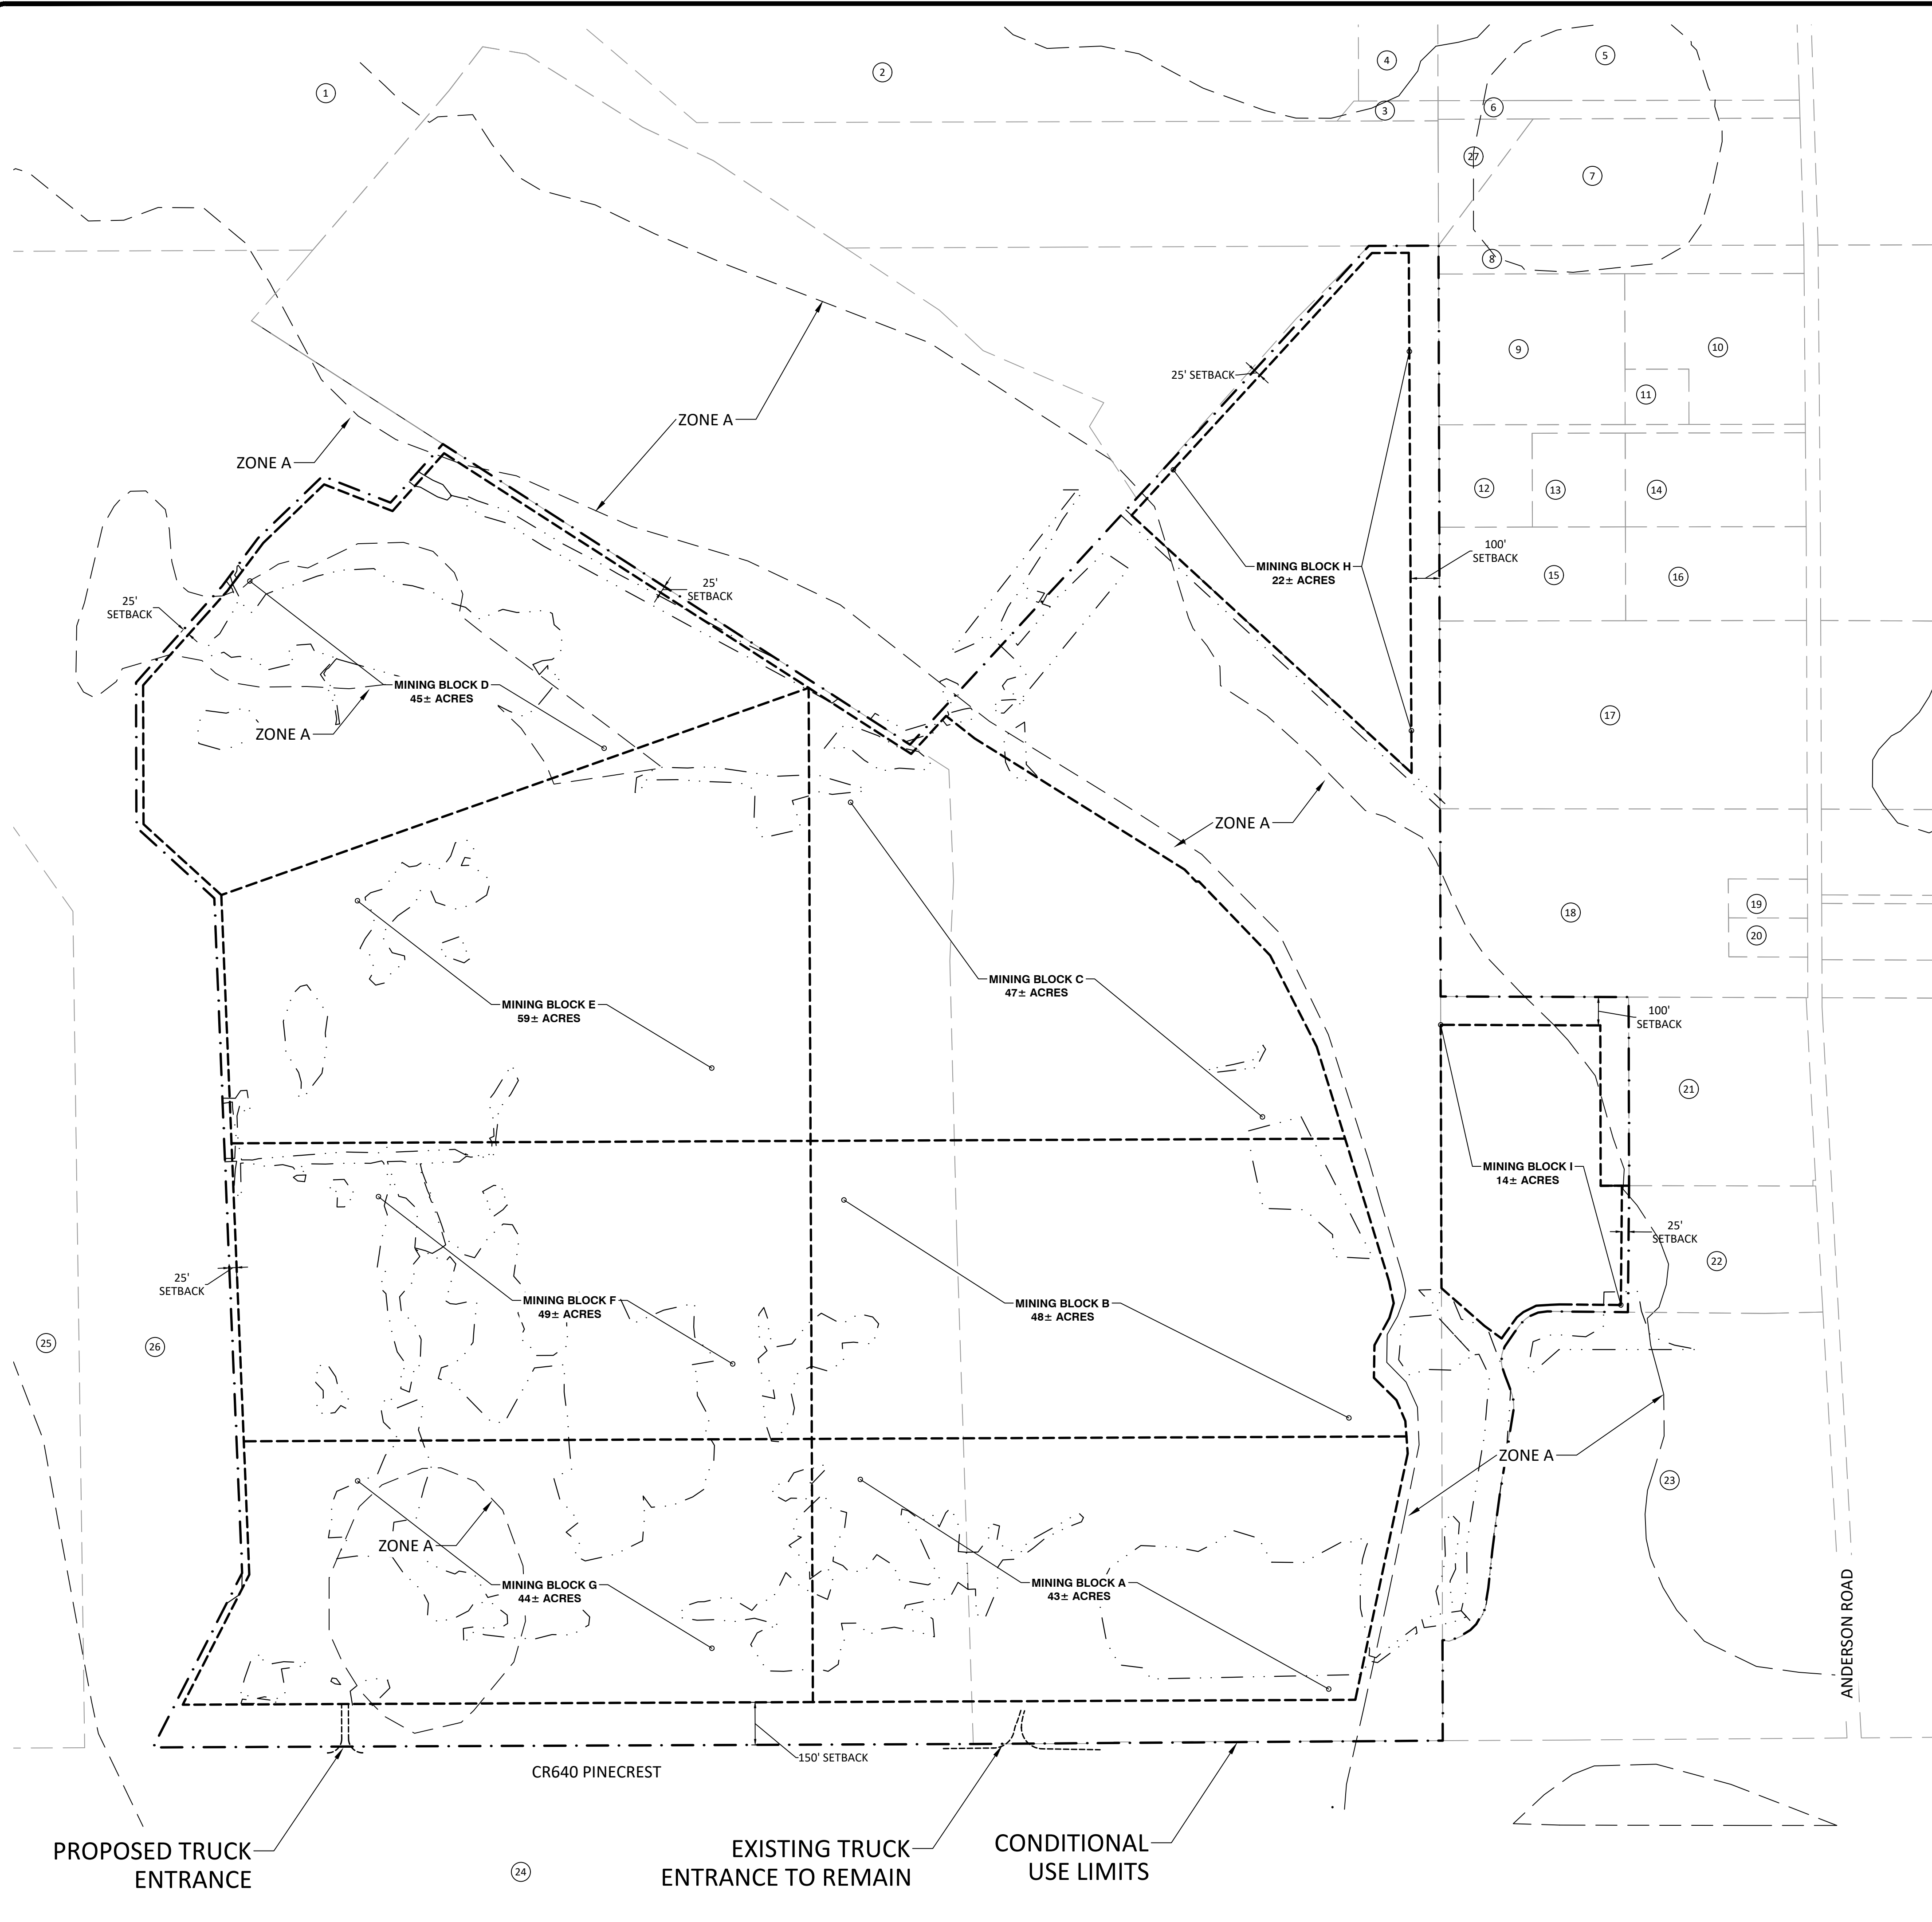 1
2
4
5
3
6
27
7
8
9
10
11
12
13
14
15
16
17
18
19
20
21
22
23
24
25
26
25' SETBACK
ZONE A
ZONE A
100'
SETBACK
MINING BLOCK H
22± ACRES
25'
SETBACK
25'
SETBACK
MINING BLOCK D
45± ACRES
ZONE A
ZONE A
MINING BLOCK C
47± ACRES
MINING BLOCK E
59± ACRES
100'
SETBACK
MINING BLOCK I
14± ACRES
25'
SETBACK
25'
SETBACK
MINING BLOCK F
49± ACRES
MINING BLOCK B
48± ACRES
ZONE A
ZONE A
MINING BLOCK G
44± ACRES
MINING BLOCK A
43± ACRES
ANDERSON ROAD
150' SETBACK
CR640 PINECREST
PROPOSED TRUCK
ENTRANCE
EXISTING TRUCK
ENTRANCE TO REMAIN
CONDITIONAL
USE LIMITS